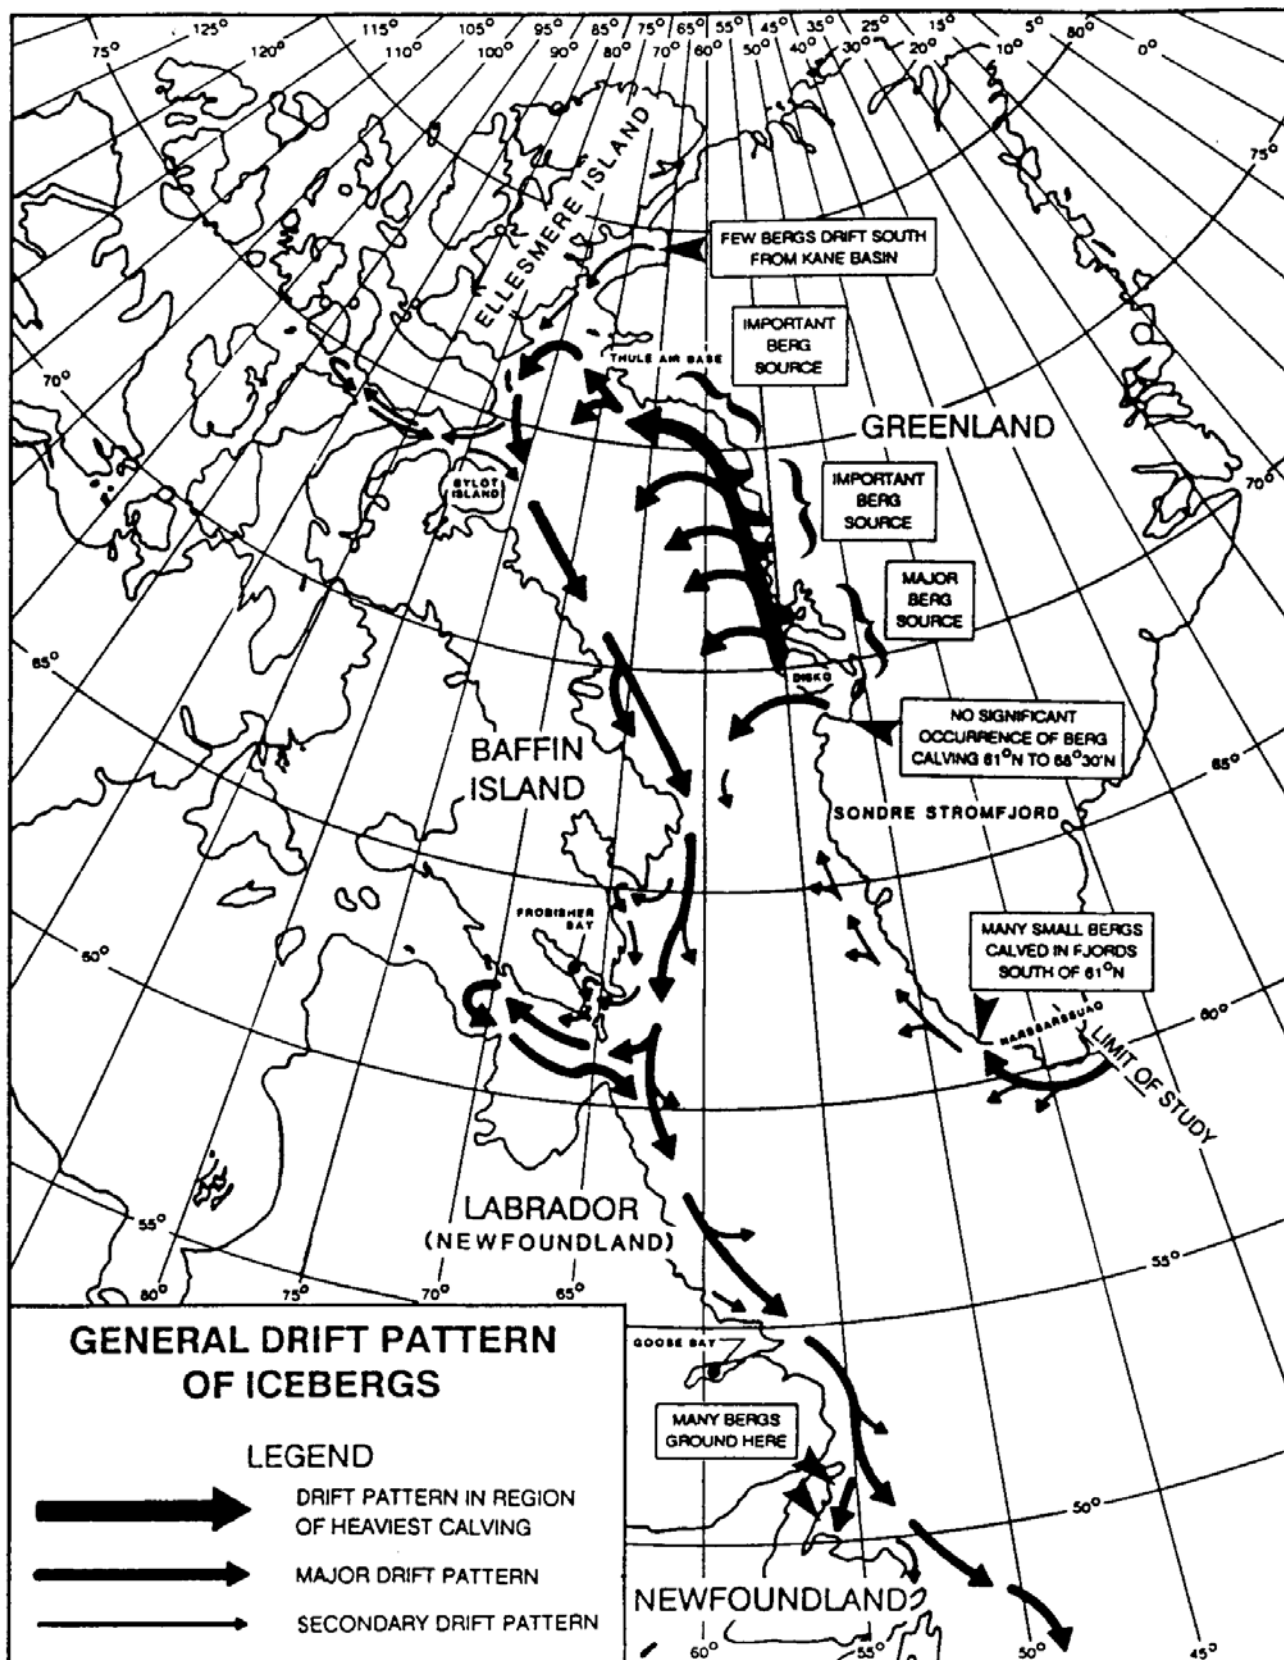 125° 120° 115° 110° 105° 100° 95° 90° 85° 80° 75° 70° 65° 60° 55° 50° 45° 40° 35° 30° 25° 20° 15° 10° 5° 0°
75°
80°
75°
ELLESMERE ISLAND
FEW BERGS DRIFT SOUTH
FROM KANE BASIN
IMPORTANT
BERG
SOURCE
THULE AIR BASE
70°
GREENLAND
BYLOT
ISLAND
IMPORTANT
BERG
SOURCE
70°
MAJOR
BERG
SOURCE
65°
DISKO
NO SIGNIFICANT
OCCURRENCE OF BERG
CALVING 61°N TO 68°30'N
65°
BAFFIN
ISLAND
SONDRE STROMFJORD
FROBISHER
BAY
60°
MANY SMALL BERGS
CALVED IN FJORDS
SOUTH OF 61°N
NARSSARSSUAQ
60°
LIMIT OF STUDY
LABRADOR
(NEWFOUNDLAND)
55°
55°
80° 75° 70° 65°
GENERAL DRIFT PATTERN
OF ICEBERGS
GOOSE BAY
MANY BERGS
GROUND HERE
LEGEND
DRIFT PATTERN IN REGION
OF HEAVIEST CALVING
50°
MAJOR DRIFT PATTERN
SECONDARY DRIFT PATTERN
NEWFOUNDLAND
60° 55° 50° 45°